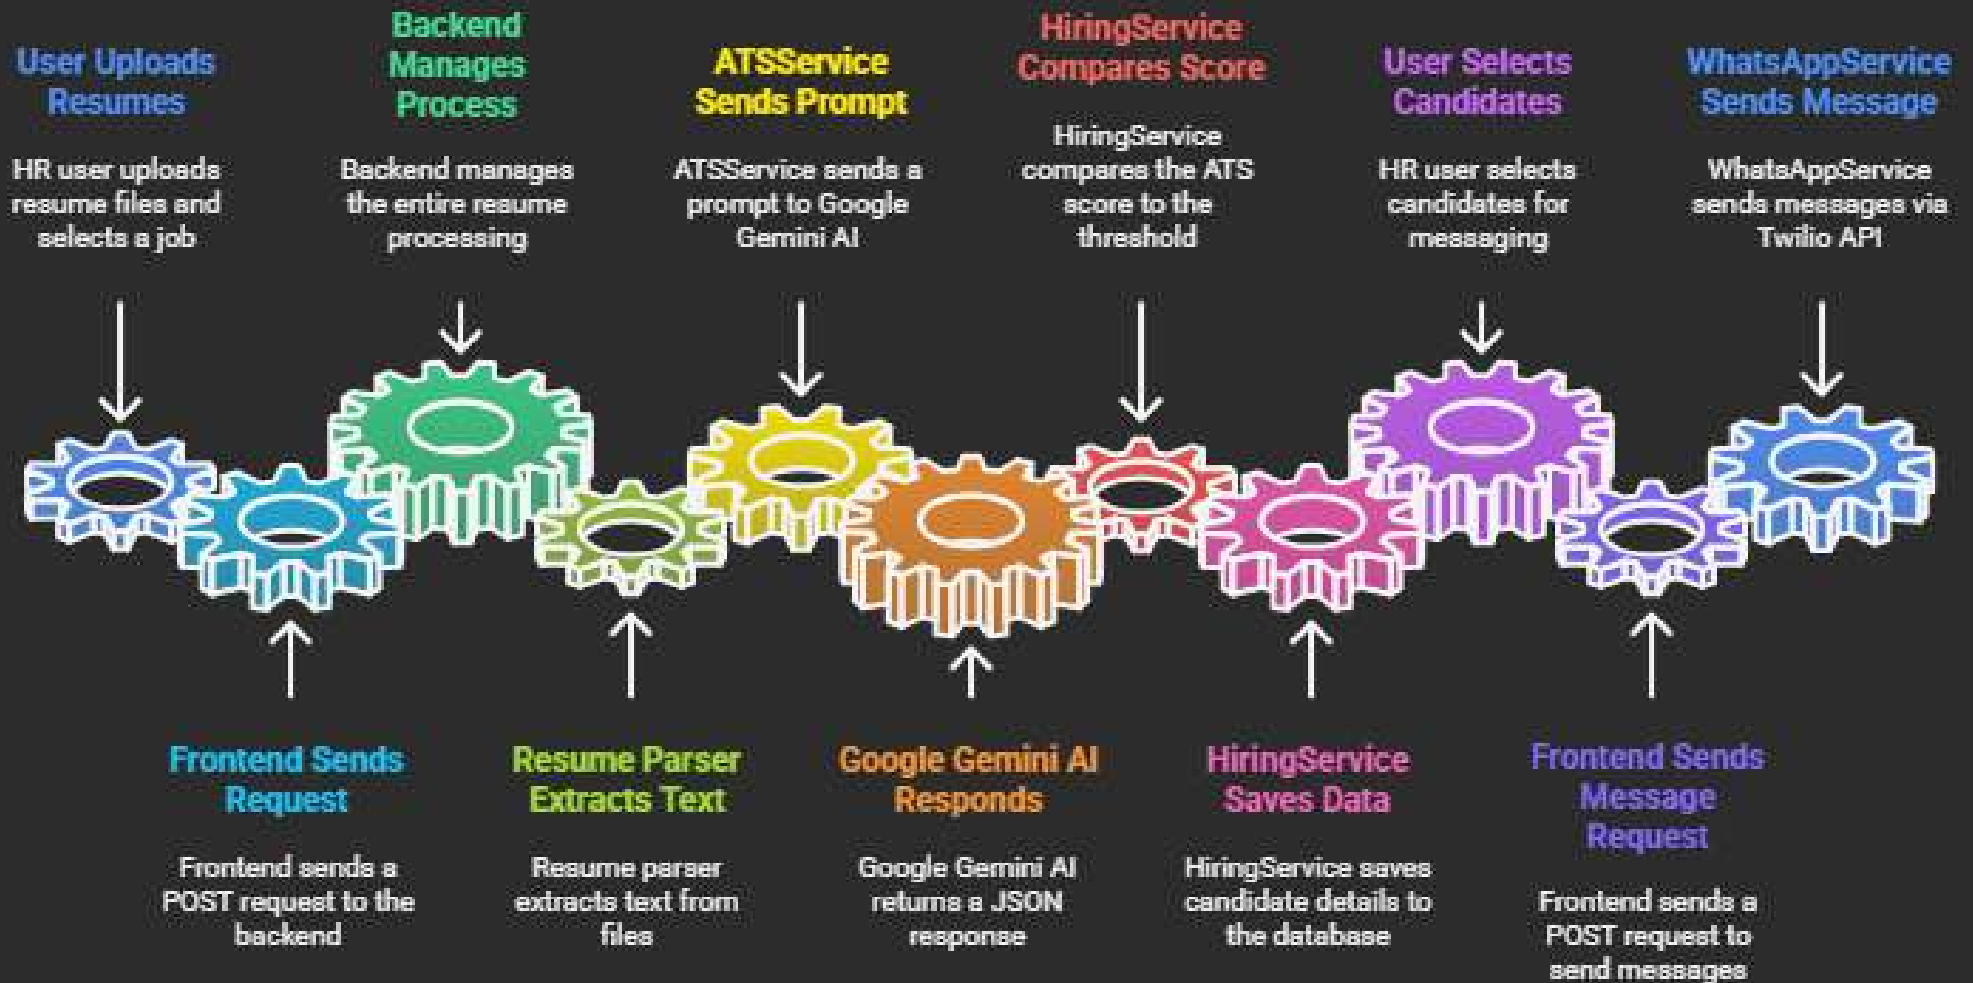 User Uploads
Resumes
HR user uploads
resume files and
selects a job
Frontend Sends
Request
Frontend sends a
POST request to the
backend
Backend
Manages
Process
Backend manages
the entire resume
processing
Resume Parser
Extracts Text
Resume parser
extracts text from
files
ATSService
Sends Prompt
ATSService sends a
prompt to Google
Gemini AI
Google Gemini AI
Responds
Google Gemini AI
returns a JSON
response
HiringService
Compares Score
HiringService
compares the ATS
score to the
threshold
HiringService
Saves Data
HiringService saves
candidate details to
the database
User Selects
Candidates
HR user selects
candidates for
messaging
Frontend Sends
Message
Request
Frontend sends a
POST request to
send messages
WhatsAppService
Sends Message
WhatsAppService
sends messages via
Twilio API